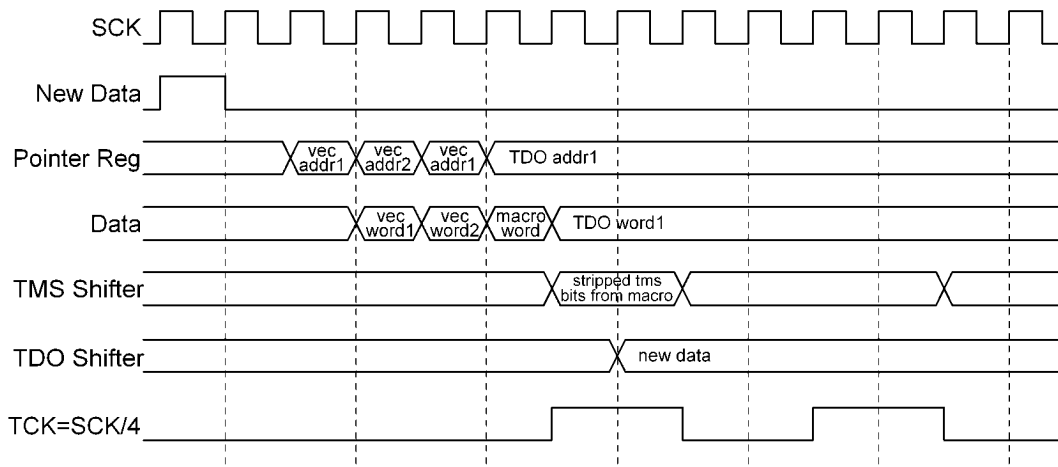 SCK
New Data
Pointer Reg
vec
addr1
vec
addr2
vec
addr1
TDO addr1
Data
vec
word1
vec
word2
macro
word
TDO word1
TMS Shifter
stripped tms
bits from macro
TDO Shifter
new data
TCK=SCK/4